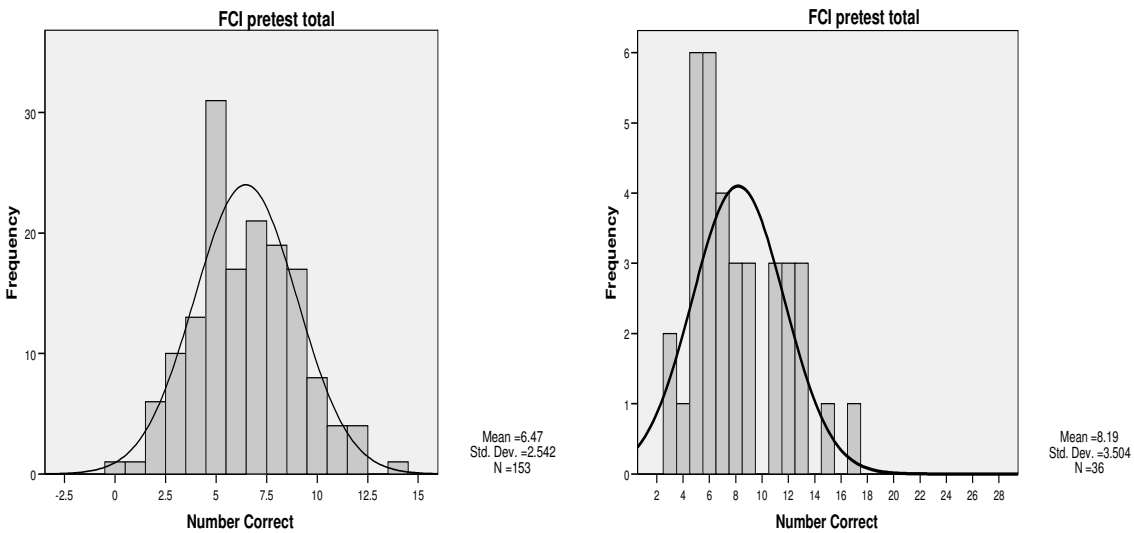 FCI pretest total
Frequency
30
20
10
0
-2.5 0 2.5 5 7.5 10 12.5 15
Number Correct
Mean =6.47
Std. Dev. =2.542
N =153
FCI pretest total
Frequency
6
5
4
3
2
1
0
2 4 6 8 10 12 14 16 18 20 22 24 26 28
Number Correct
Mean =8.19
Std. Dev. =3.504
N =36